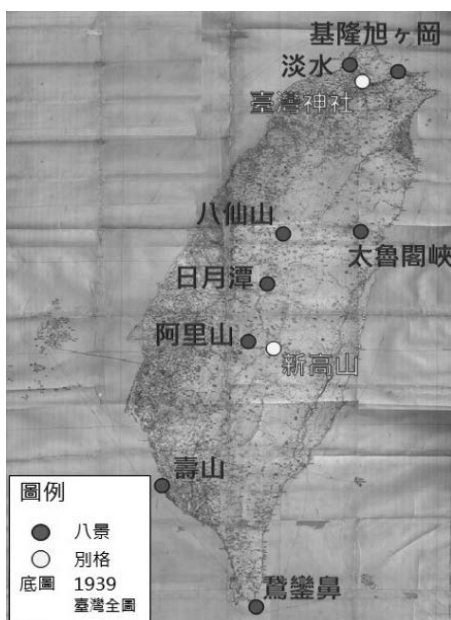 基隆旭ヶ岡
淡水
臺灣神社
八仙山
太魯閣峽
日月潭
阿里山
新高山
壽山
鵞鑾鼻
圖例
八景
別格
底圖 1939
臺灣全圖